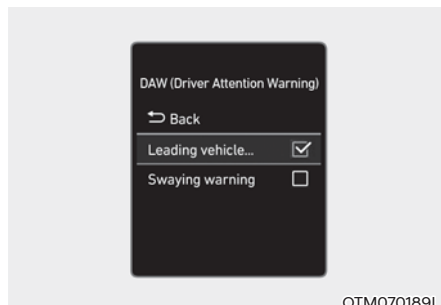 DAW (Driver Attention Warning)
Back
Leading vehicle...
Swaying warning
OTM070189L